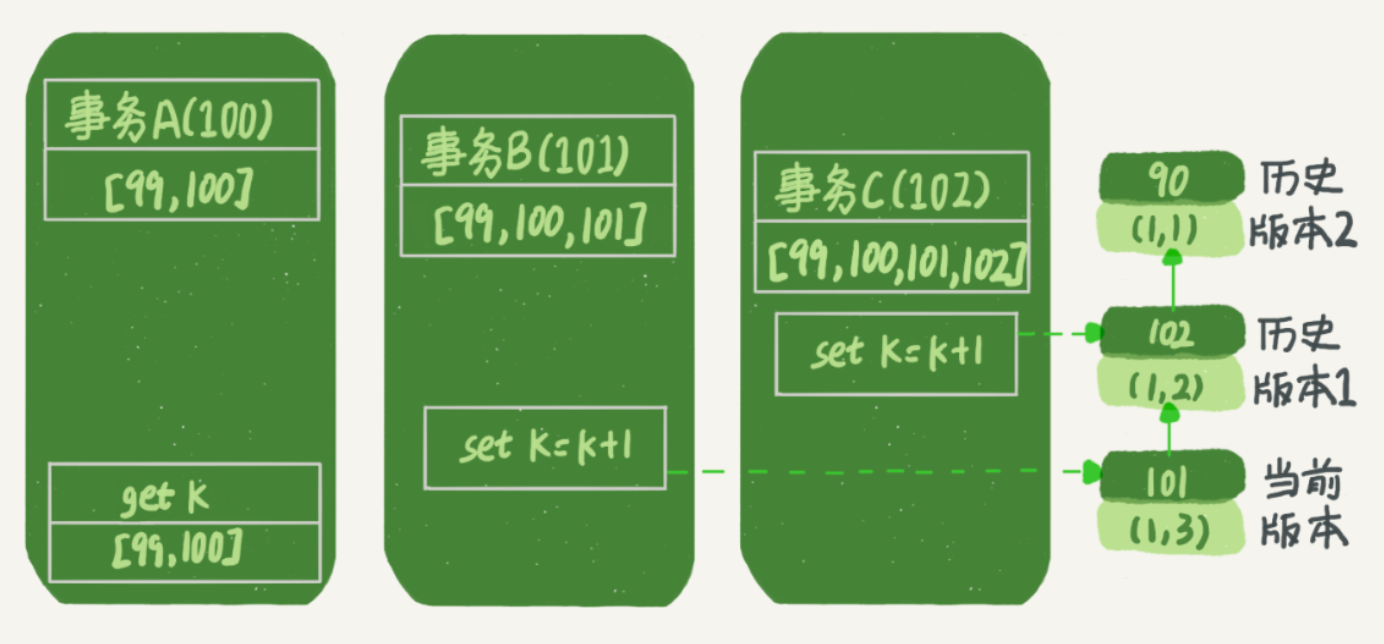 事务A(100)
[99,100]
get k
[99,100]
事务B(101)
[99,100,101]
set k=k+1
事务C(102)
[99,100,101,102]
set k=k+1
90
(1,1)
历史
版本2
102
(1,2)
历史
版本1
101
(1,3)
当前
版本